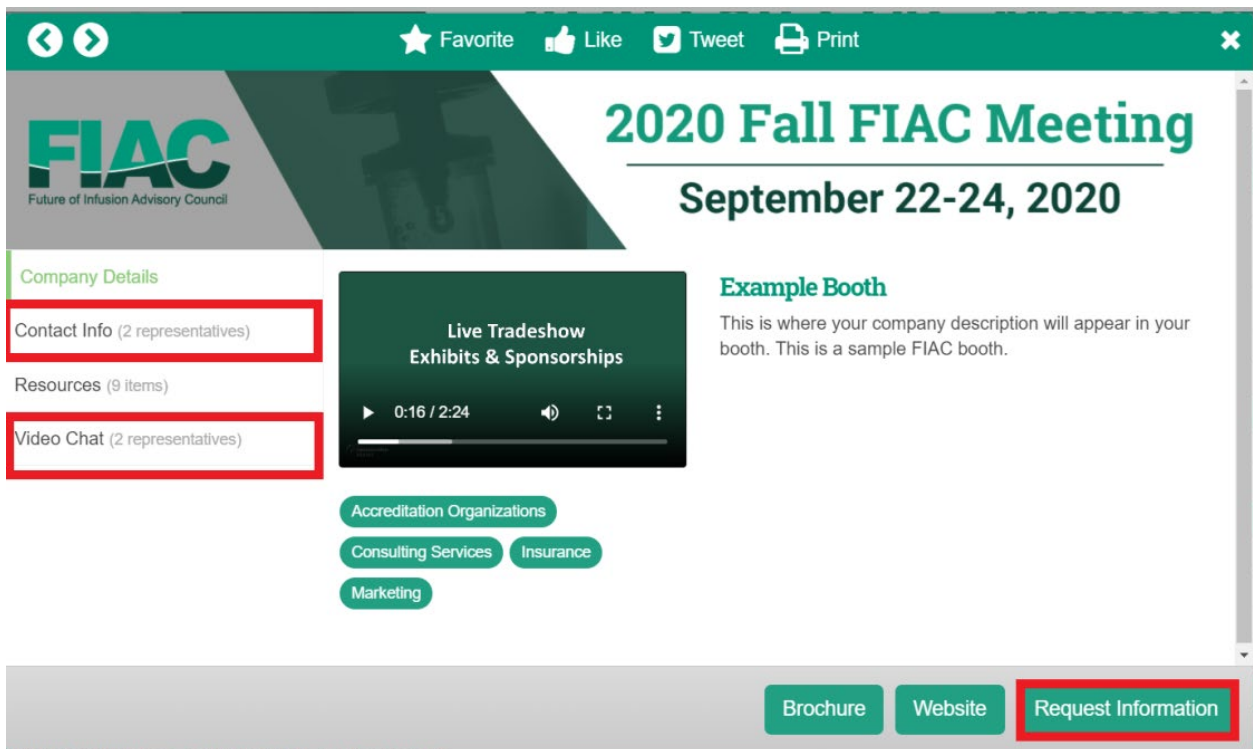 Favorite Like Tweet Print
FIAC
Future of Infusion Advisory Council
2020 Fall FIAC Meeting
September 22-24, 2020
Company Details
Contact Info (2 representatives)
Resources (9 items)
Video Chat (2 representatives)
Live Tradeshow
Exhibits & Sponsorships
0:16 / 2:24
Accreditation Organizations
Consulting Services Insurance
Marketing
Example Booth
This is where your company description will appear in your
booth. This is a sample FIAC booth.
Brochure Website Request Information